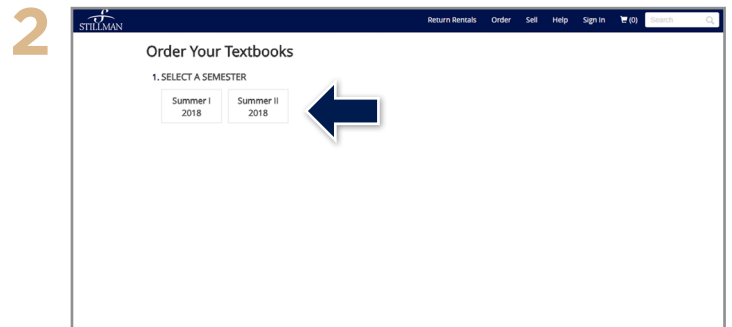 2
STILLMAN
Return Rentals Order Sell Help Sign In (0) Search
Order Your Textbooks
1. SELECT A SEMESTER
Summer I Summer II
2018 2018